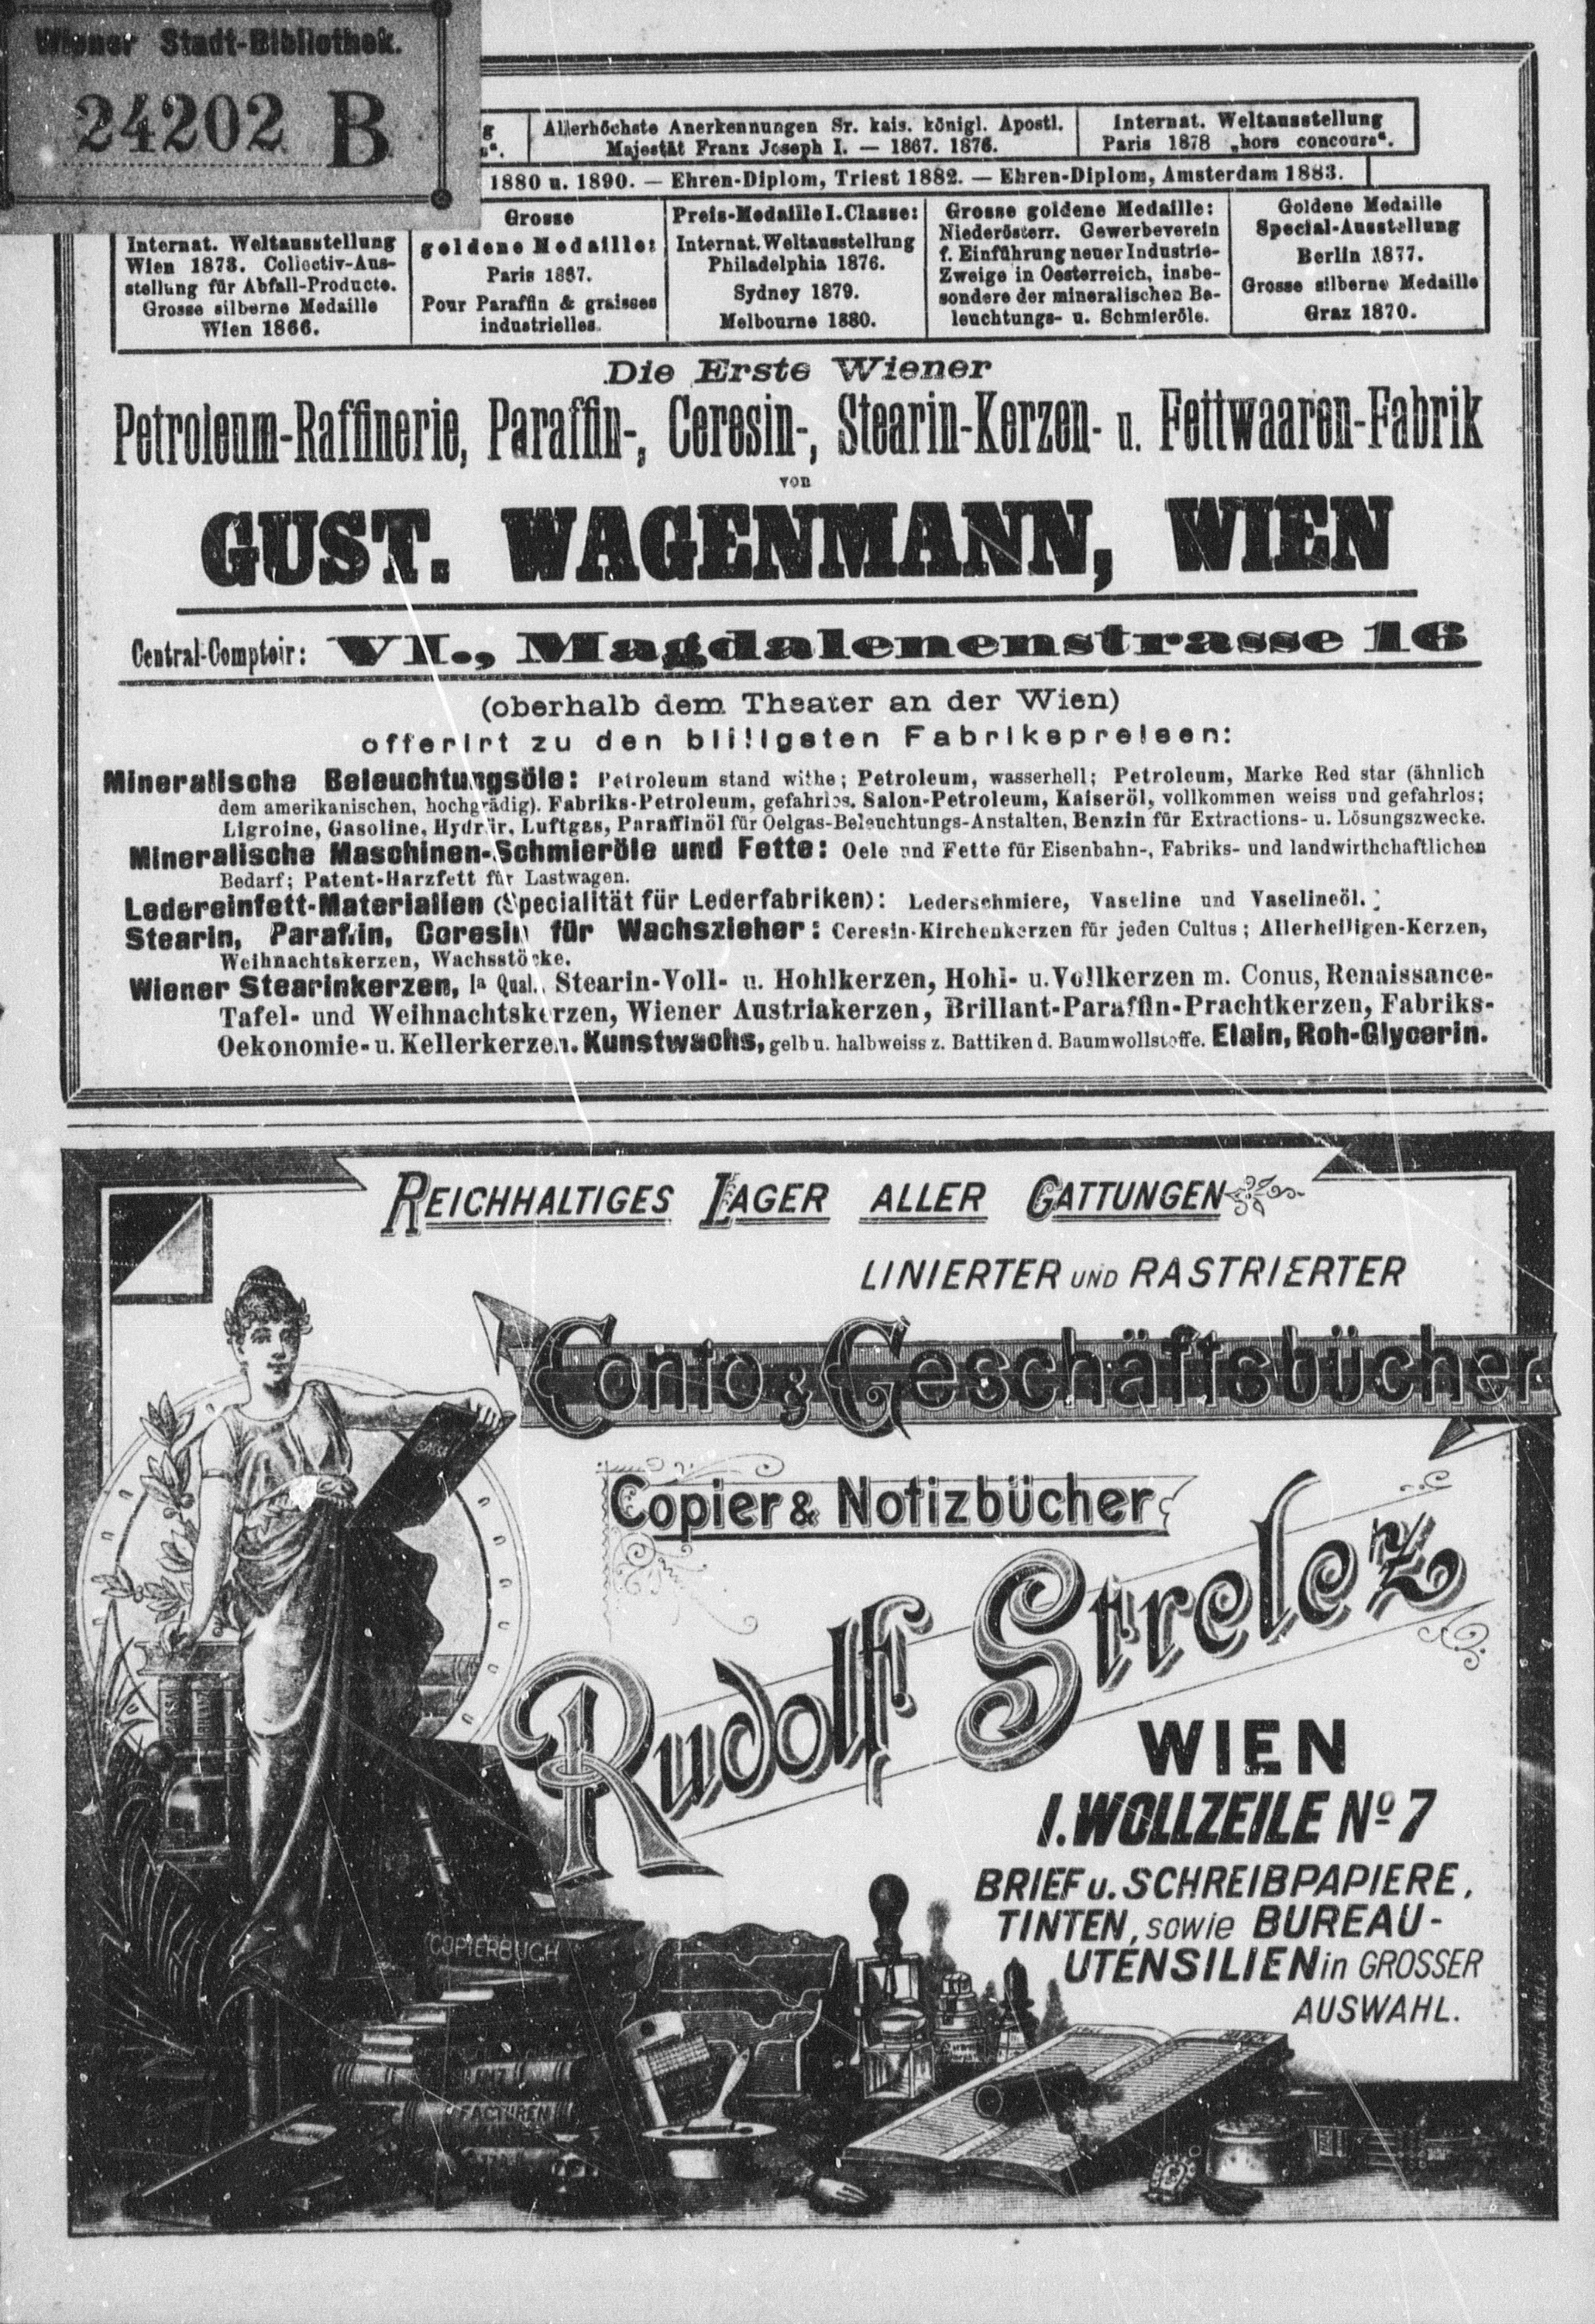 Wiener Stadt-Bibliothek.
24202 B
Allerhöchste Anerkennungen Sr. kais. königl. Apostl.
Majestät Franz Joseph I. — 1867. 1876.
Internat. Weltausstellung
Paris 1878 „hors concours“.
1880 u. 1890. — Ehren-Diplom, Triest 1882. — Ehren-Diplom, Amsterdam 1883.
Internat. Weltausstellung
Wien 1873. Collectiv-Aus-
stellung für Abfall-Producte.
Grosse silberne Medaille
Wien 1866.
Grosse
goldene Medaille:
Paris 1867.
Pour Paraffin & graisses
industrielles.
Preis-Medaille I. Classe:
Internat. Weltausstellung
Philadelphia 1876.
Sydney 1879.
Melbourne 1880.
Grosse goldene Medaille:
Niederösterr. Gewerbeverein
f. Einführung neuer Industrie-
Zweige in Oesterreich, insbe-
sondere der mineralischen Be-
leuchtungs- u. Schmieröle.
Goldene Medaille
Special-Ausstellung
Berlin 1877.
Grosse silberne Medaille
Graz 1870.
Die Erste Wiener
Petroleum-Raffinerie, Paraffin-, Ceresin-, Stearin-Kerzen- u. Fettwaaren-Fabrik
von
GUST. WAGENMANN, WIEN
Central-Comptoir: VI., Magdalenenstrasse 16
(oberhalb dem Theater an der Wien)
offerirt zu den billigsten Fabrikspreisen:
Mineralische Beleuchtungsöle: Petroleum stand withe; Petroleum, wasserhell; Petroleum, Marke Red star (ähnlich
dem amerikanischen, hochgrädig). Fabriks-Petroleum, gefahrlos. Salon-Petroleum, Kaiseröl, vollkommen weiss und gefahrlos;
Ligroine, Gasoline, Hydrür, Luftgas, Paraffinöl für Oelgas-Beleuchtungs-Anstalten, Benzin für Extractions- u. Lösungszwecke.
Mineralische Maschinen-Schmieröle und Fette: Oele und Fette für Eisenbahn-, Fabriks- und landwirthchaftlichen
Bedarf; Patent-Harzfett für Lastwagen.
Ledereinfett-Materialien (Specialität für Lederfabriken): Lederschmiere, Vaseline und Vaselineöl.
Stearin, Paraffin, Ceresin für Wachszieher: Ceresin-Kirchenkerzen für jeden Cultus; Allerheiligen-Kerzen,
Weihnachtskerzen, Wachsstöcke.
Wiener Stearinkerzen, Ia Qual., Stearin-Voll- u. Hohlkerzen, Hohl- u. Vollkerzen m. Conus, Renaissance-
Tafel- und Weihnachtskerzen, Wiener Austriakerzen, Brillant-Paraffin-Prachtkerzen, Fabriks-
Oekonomie- u. Kellerkerzen. Kunstwachs, gelb u. halbweiss z. Battiken d. Baumwollstoffe. Elain, Roh-Glycerin.
REICHHALTIGES LAGER ALLER GATTUNGEN
LINIERTER UND RASTRIERTER
Conto & Geschäftsbücher
CASSA
Copier & Notizbücher
Rudolf Strelez
WIEN
I. WOLLZEILE No 7
BRIEF u. SCHREIBPAPIERE,
TINTEN, sowie BUREAU-
UTENSILIEN in GROSSER
AUSWAHL.
COPIERBUCH
BILANZ
FACTUREN